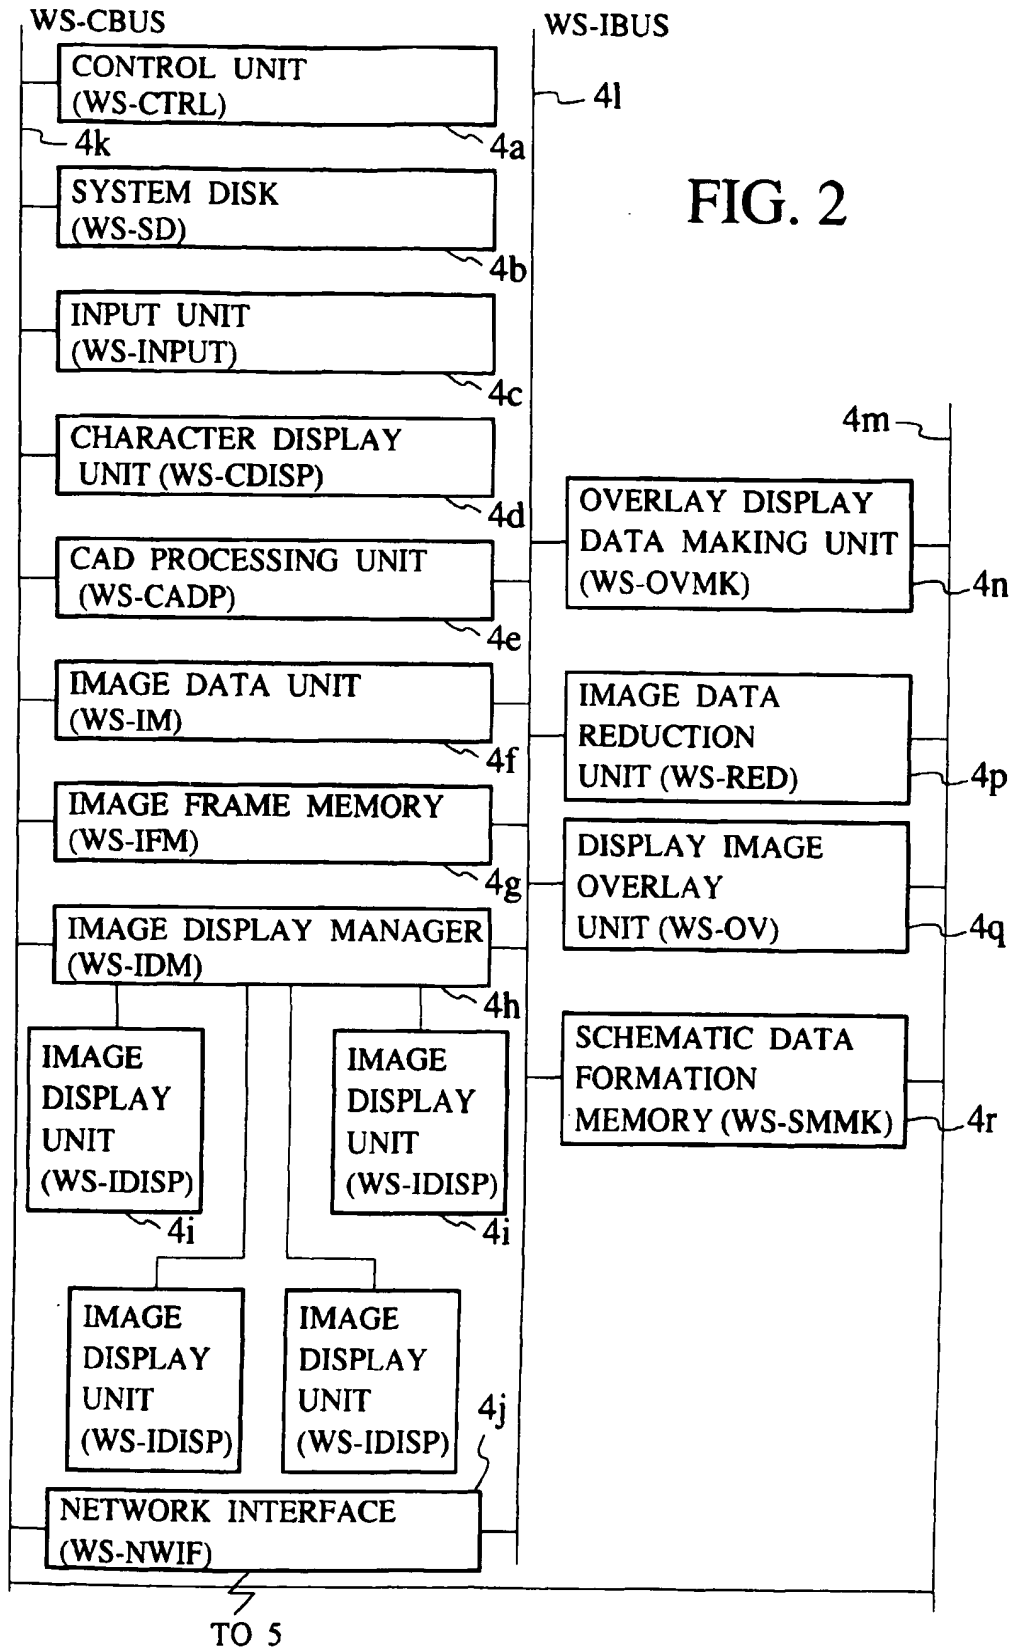 WS-CBUS
WS-IBUS
CONTROL UNIT
(WS-CTRL)
4l
4k
4a
SYSTEM DISK
(WS-SD)
FIG. 2
4b
INPUT UNIT
(WS-INPUT)
4c
4m
CHARACTER DISPLAY
UNIT (WS-CDISP)
4d
OVERLAY DISPLAY
DATA MAKING UNIT
(WS-OVMK)
4n
CAD PROCESSING UNIT
(WS-CADP)
4e
IMAGE DATA UNIT
(WS-IM)
4f
IMAGE DATA
REDUCTION
UNIT (WS-RED)
4p
IMAGE FRAME MEMORY
(WS-IFM)
4g
DISPLAY IMAGE
OVERLAY
UNIT (WS-OV)
4q
IMAGE DISPLAY MANAGER
(WS-IDM)
4h
SCHEMATIC DATA
FORMATION
MEMORY (WS-SMMK)
4r
IMAGE
DISPLAY
UNIT
(WS-IDISP)
4i
IMAGE
DISPLAY
UNIT
(WS-IDISP)
4i
IMAGE
DISPLAY
UNIT
(WS-IDISP)
IMAGE
DISPLAY
UNIT
(WS-IDISP)
4j
NETWORK INTERFACE
(WS-NWIF)
TO 5